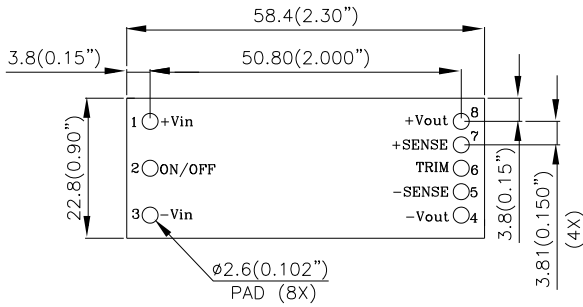 58.4(2.30")
3.8(0.15")
50.80(2.000")
1 +Vin
+Vout 8
+SENSE 7
2 ON/OFF
TRIM 6
-SENSE 5
3 -Vin
-Vout 4
22.8(0.90")
3.8(0.15")
3.81(0.150")
(4X)
ø2.6(0.102")
PAD (8X)